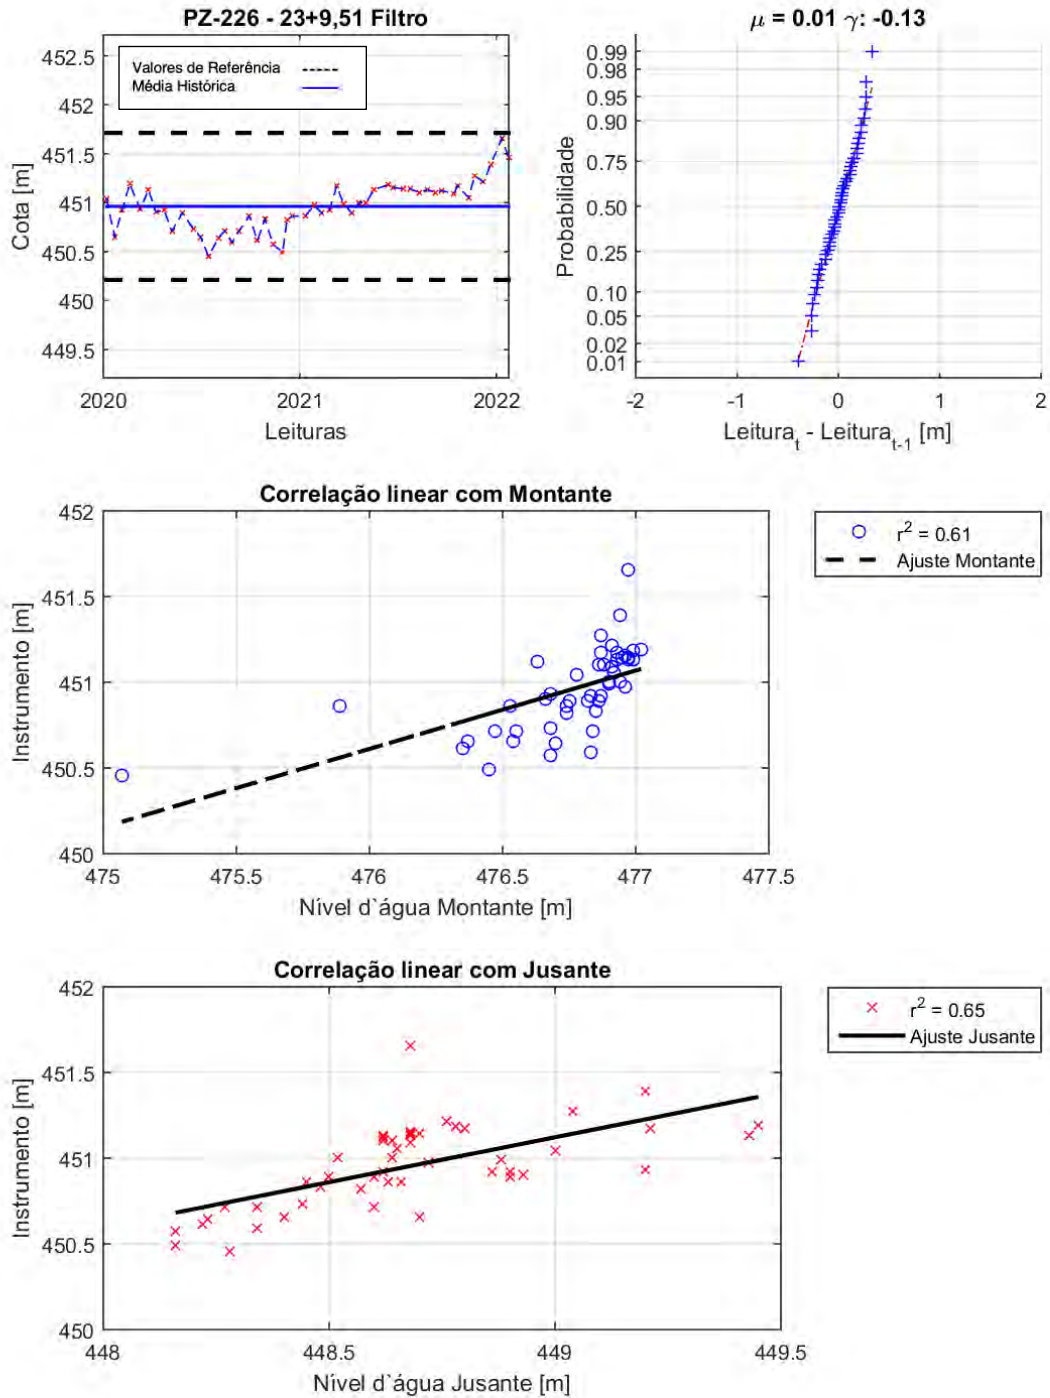 PZ-226 - 23+9,51 Filtro
Valores de Referência
Média Histórica
Cota [m]
452.5
452
451.5
451
450.5
450
449.5
2020
2021
2022
Leituras
μ = 0.01 γ: -0.13
Probabilidade
0.99
0.98
0.95
0.90
0.75
0.50
0.25
0.10
0.05
0.02
0.01
-2
-1
0
1
2
Leitura_t - Leitura_t-1 [m]
Correlação linear com Montante
Instrumento [m]
452
451.5
451
450.5
450
475
475.5
476
476.5
477
477.5
Nível d`água Montante [m]
r² = 0.61
Ajuste Montante
Correlação linear com Jusante
Instrumento [m]
452
451.5
451
450.5
450
448
448.5
449
449.5
Nível d`água Jusante [m]
r² = 0.65
Ajuste Jusante